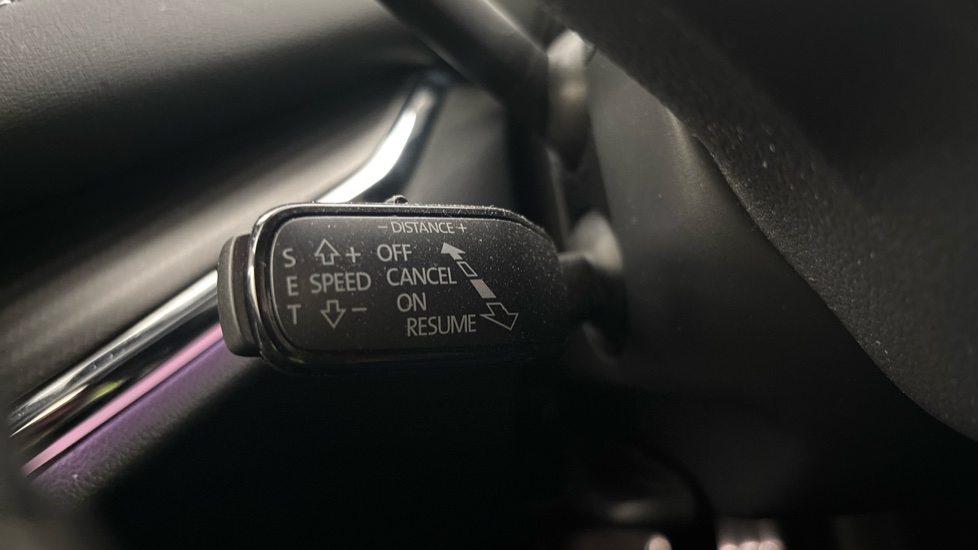 - DISTANCE +
S + OFF
E SPEED CANCEL
T - ON
RESUME